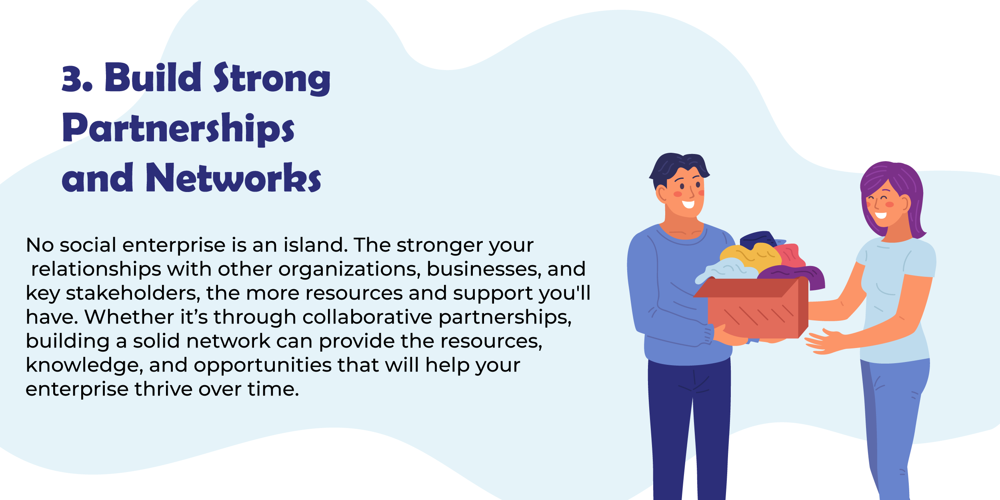 3. Build Strong
Partnerships
and Networks
No social enterprise is an island. The stronger your
relationships with other organizations, businesses, and
key stakeholders, the more resources and support you'll
have. Whether it’s through collaborative partnerships,
building a solid network can provide the resources,
knowledge, and opportunities that will help your
enterprise thrive over time.